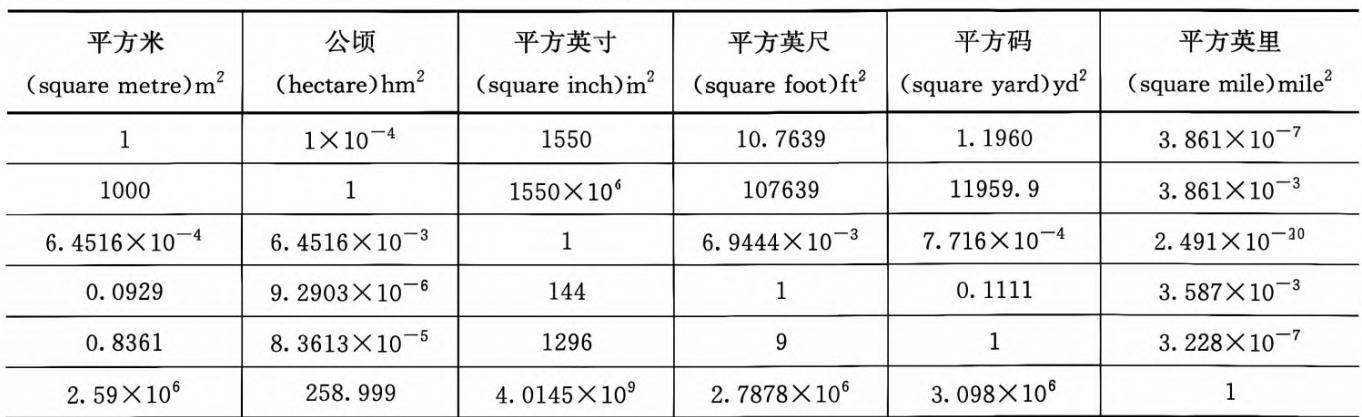 平方米 公顷 平方英寸 平方英尺 平方码 平方英里
(square metre)m² (hectare)hm² (square inch)in² (square foot)ft² (square yard)yd² (square mile)mile²
1 1×10⁻⁴ 1550 10.7639 1.1960 3.861×10⁻⁷
1000 1 1550×10⁶ 107639 11959.9 3.861×10⁻³
6.4516×10⁻⁴ 6.4516×10⁻³ 1 6.9444×10⁻³ 7.716×10⁻⁴ 2.491×10⁻³⁰
0.0929 9.2903×10⁻⁶ 144 1 0.1111 3.587×10⁻³
0.8361 8.3613×10⁻⁵ 1296 9 1 3.228×10⁻⁷
2.59×10⁶ 258.999 4.0145×10⁹ 2.7878×10⁶ 3.098×10⁶ 1